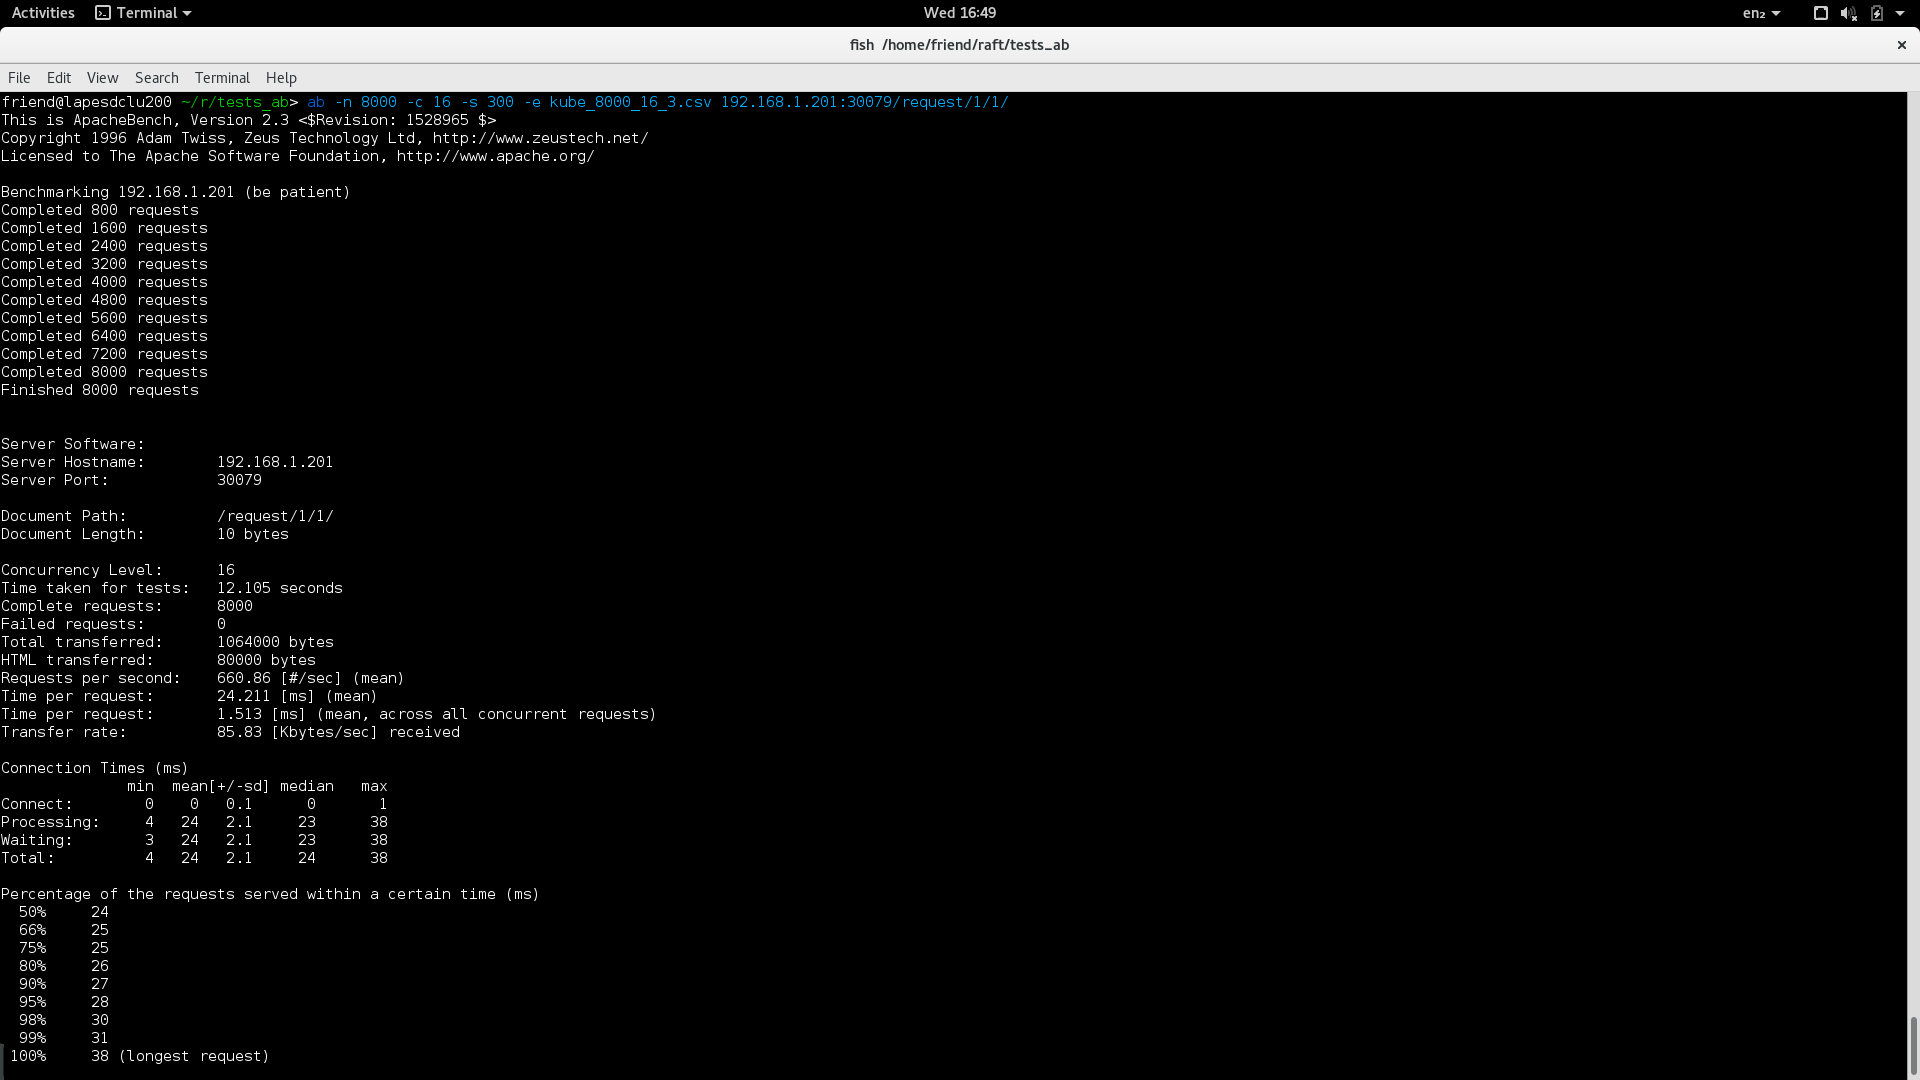 Activities Terminal Wed 16:49 en₂
fish /home/friend/raft/tests_ab
File Edit View Search Terminal Help
friend@lapesdclu200 ~/r/tests_ab> ab -n 8000 -c 16 -s 300 -e kube_8000_16_3.csv 192.168.1.201:30079/request/1/1/
This is ApacheBench, Version 2.3 <$Revision: 1528965 $>
Copyright 1996 Adam Twiss, Zeus Technology Ltd, http://www.zeustech.net/
Licensed to The Apache Software Foundation, http://www.apache.org/

Benchmarking 192.168.1.201 (be patient)
Completed 800 requests
Completed 1600 requests
Completed 2400 requests
Completed 3200 requests
Completed 4000 requests
Completed 4800 requests
Completed 5600 requests
Completed 6400 requests
Completed 7200 requests
Completed 8000 requests
Finished 8000 requests


Server Software:
Server Hostname:        192.168.1.201
Server Port:            30079

Document Path:          /request/1/1/
Document Length:        10 bytes

Concurrency Level:      16
Time taken for tests:   12.105 seconds
Complete requests:      8000
Failed requests:        0
Total transferred:      1064000 bytes
HTML transferred:       80000 bytes
Requests per second:    660.86 [#/sec] (mean)
Time per request:       24.211 [ms] (mean)
Time per request:       1.513 [ms] (mean, across all concurrent requests)
Transfer rate:          85.83 [Kbytes/sec] received

Connection Times (ms)
              min  mean[+/-sd] median   max
Connect:        0    0   0.1      0       1
Processing:     4   24   2.1     23      38
Waiting:        3   24   2.1     23      38
Total:          4   24   2.1     24      38

Percentage of the requests served within a certain time (ms)
  50%     24
  66%     25
  75%     25
  80%     26
  90%     27
  95%     28
  98%     30
  99%     31
 100%     38 (longest request)